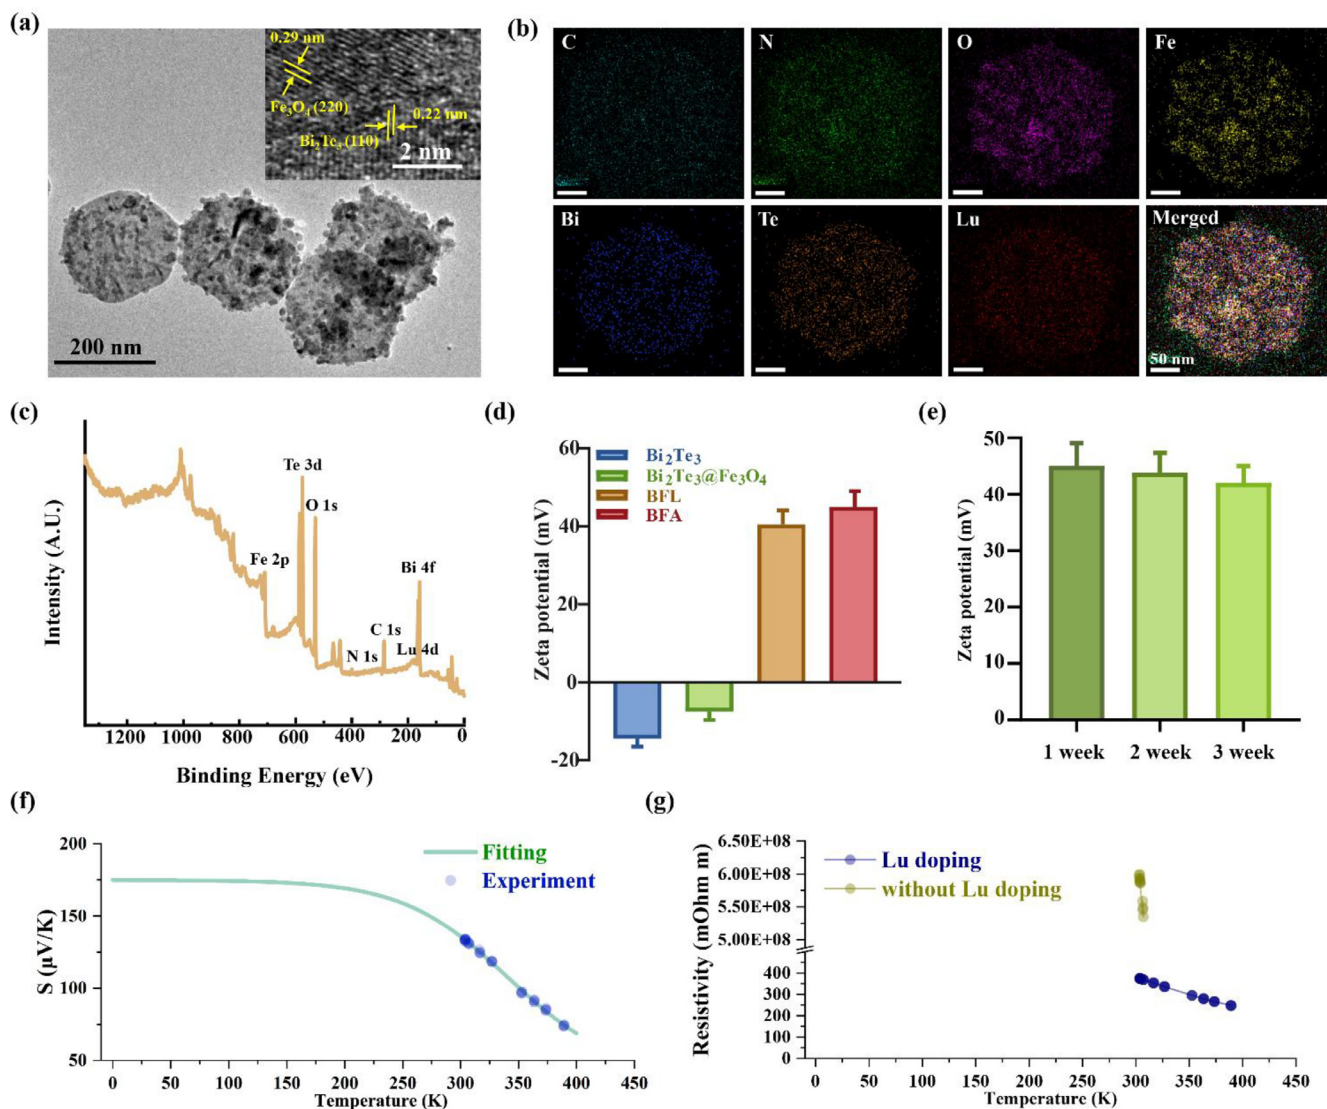 (a)
0.29 nm
Fe₃O₄ (220)
0.22 nm
Bi₂Te₃ (110)
2 nm
200 nm
(b)
C
N
O
Fe
Bi
Te
Lu
Merged
50 nm
(c)
Te 3d
O 1s
Fe 2p
Bi 4f
C 1s
N 1s
Lu 4d
Intensity (A.U.)
1200 1000 800 600 400 200 0
Binding Energy (eV)
(d)
Bi₂Te₃
Bi₂Te₃@Fe₃O₄
BFL
BFA
60
40
20
0
-20
Zeta potential (mV)
(e)
50
40
30
20
10
0
Zeta potential (mV)
1 week 2 week 3 week
(f)
Fitting
Experiment
200
150
100
50
S (µV/K)
0 50 100 150 200 250 300 350 400 450
Temperature (K)
(g)
Lu doping
without Lu doping
6.50E+08
6.00E+08
5.50E+08
5.00E+08
400
300
250
200
150
100
50
0
Resistivity (mOhm m)
0 50 100 150 200 250 300 350 400 450
Temperature (K)